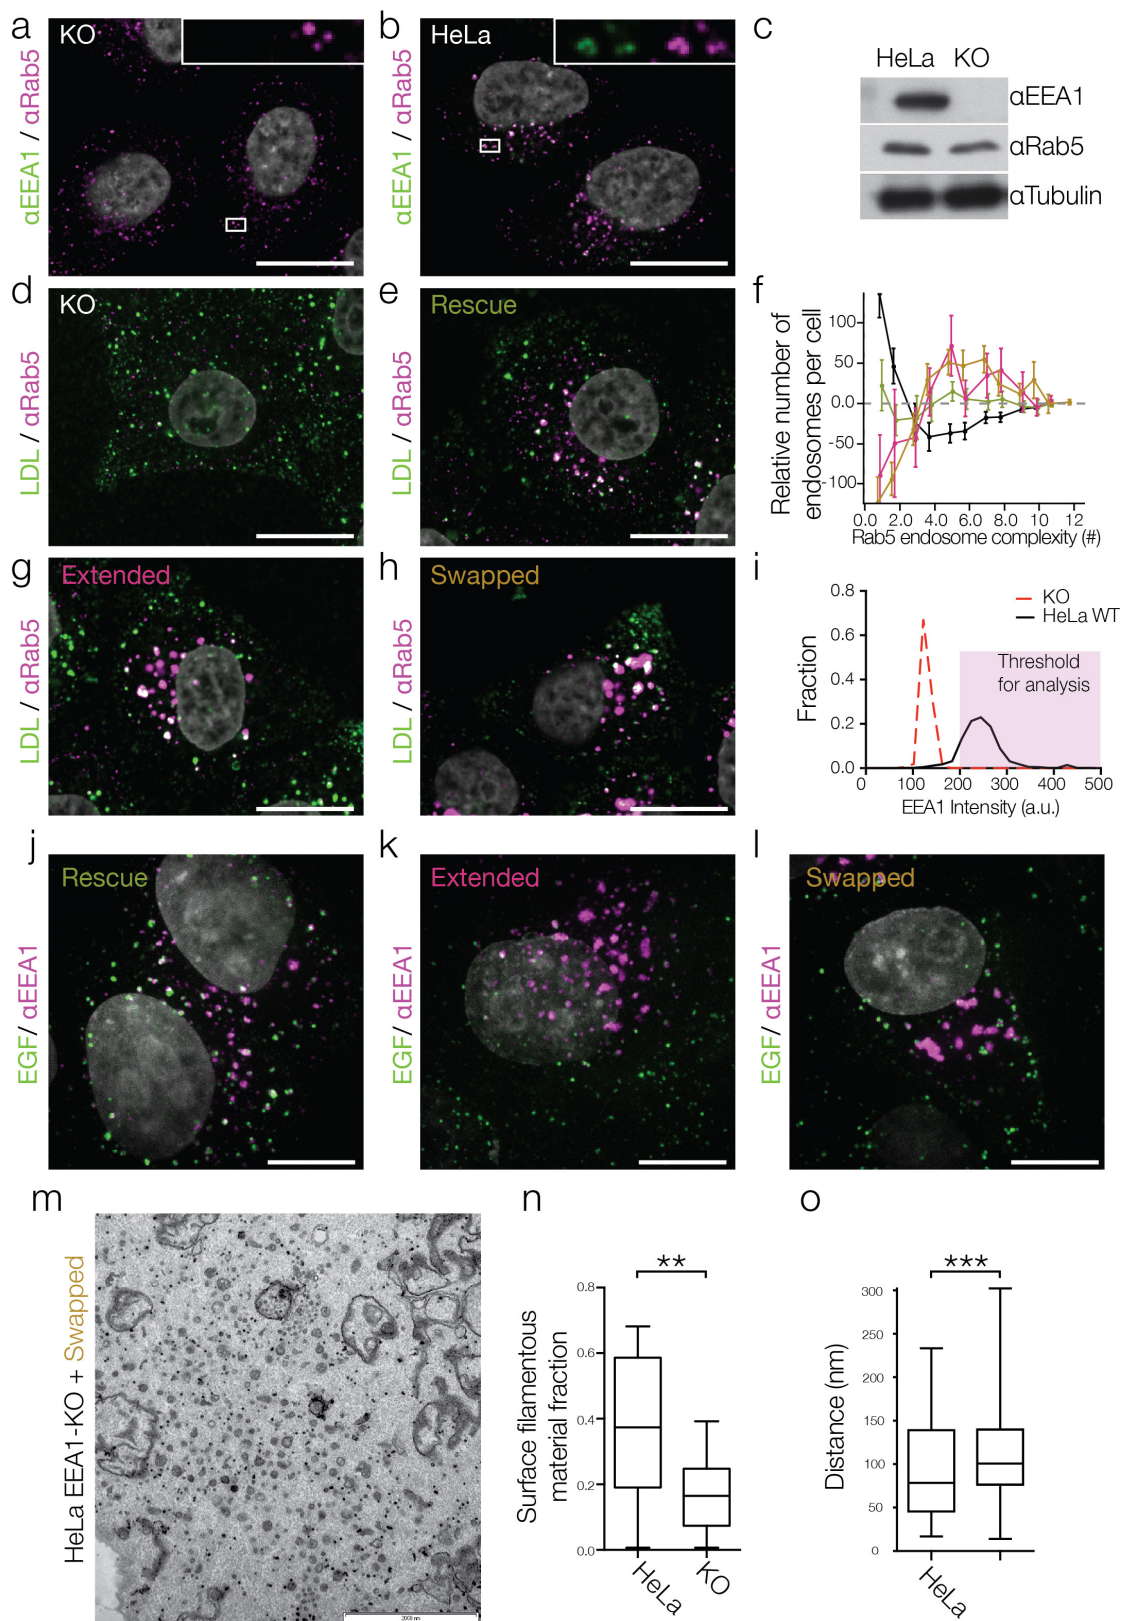 a
KO
αEEA1 / αRab5
b
HeLa
αEEA1 / αRab5
c
HeLa KO
αEEA1
αRab5
αTubulin
d
KO
LDL / αRab5
e
Rescue
LDL / αRab5
f
Relative number of
endosomes per cell
100
50
0.0
-50
-100
0.0 2.0 4.0 6.0 8.0 10 12
Rab5 endosome complexity (#)
g
Extended
LDL / αRab5
h
Swapped
LDL / αRab5
i
Fraction
0.8
0.6
0.4
0.2
0.0
KO
HeLa WT
Threshold
for analysis
0 100 200 300 400 500
EEA1 Intensity (a.u.)
j
Rescue
EGF/ αEEA1
k
Extended
EGF/ αEEA1
l
Swapped
EGF/ αEEA1
m
HeLa EEA1-KO + Swapped
2000 nm
n
Surface filamentous
material fraction
**
0.8
0.6
0.4
0.2
0.0
HeLa
KO
o
Distance (nm)
***
300
250
200
150
100
50
0
HeLa